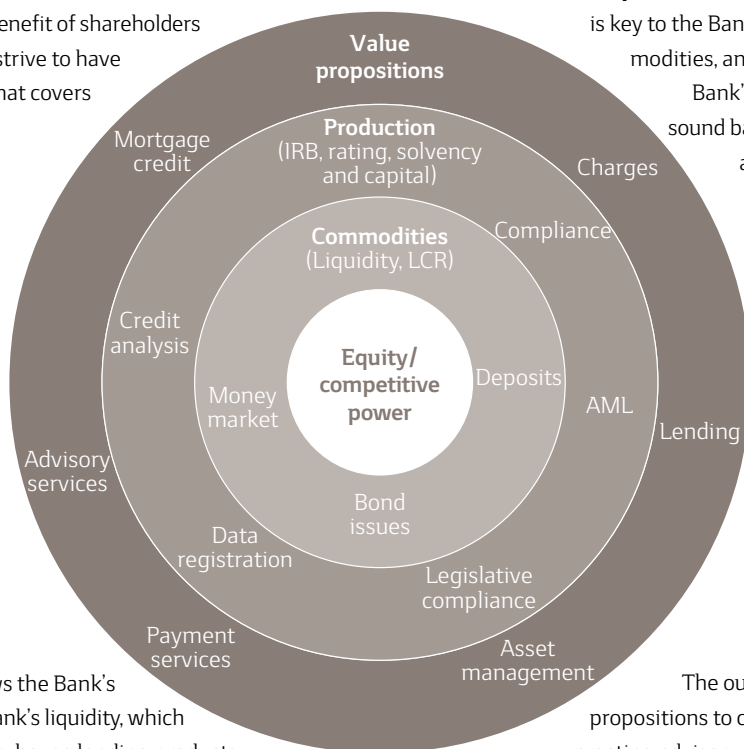 enefit of shareholders
strive to have
hat covers
is key to the Ban
modities, an
Bank'
sound ba
Value
propositions
Mortgage
credit
Charges
Production
(IRB, rating, solvency
and capital)
Compliance
Commodities
(Liquidity, LCR)
Credit
analysis
Equity/
competitive
power
Money
market
Deposits
AML
Lending
Advisory
services
Bond
issues
Data
registration
Legislative
compliance
Payment
services
Asset
management
s the Bank's
ank's liquidity, which
The ou
propositions to c